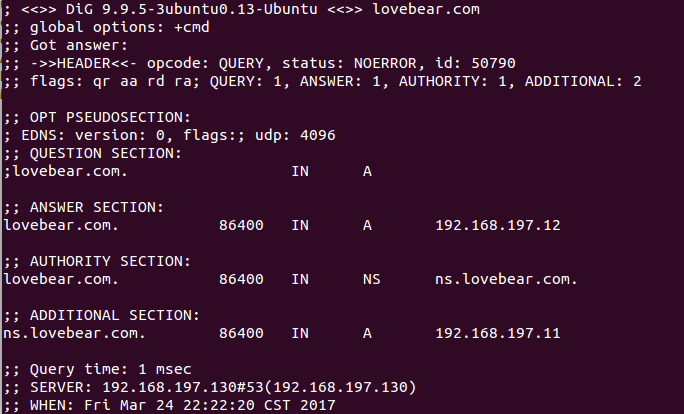 ; <<>> DiG 9.9.5-3ubuntu0.13-Ubuntu <<>> lovebear.com
;; global options: +cmd
;; Got answer:
;; ->>HEADER<<- opcode: QUERY, status: NOERROR, id: 50790
;; flags: qr aa rd ra; QUERY: 1, ANSWER: 1, AUTHORITY: 1, ADDITIONAL: 2

;; OPT PSEUDOSECTION:
; EDNS: version: 0, flags:; udp: 4096
;; QUESTION SECTION:
;lovebear.com.                  IN      A

;; ANSWER SECTION:
lovebear.com.           86400   IN      A       192.168.197.12

;; AUTHORITY SECTION:
lovebear.com.           86400   IN      NS      ns.lovebear.com.

;; ADDITIONAL SECTION:
ns.lovebear.com.        86400   IN      A       192.168.197.11

;; Query time: 1 msec
;; SERVER: 192.168.197.130#53(192.168.197.130)
;; WHEN: Fri Mar 24 22:22:20 CST 2017